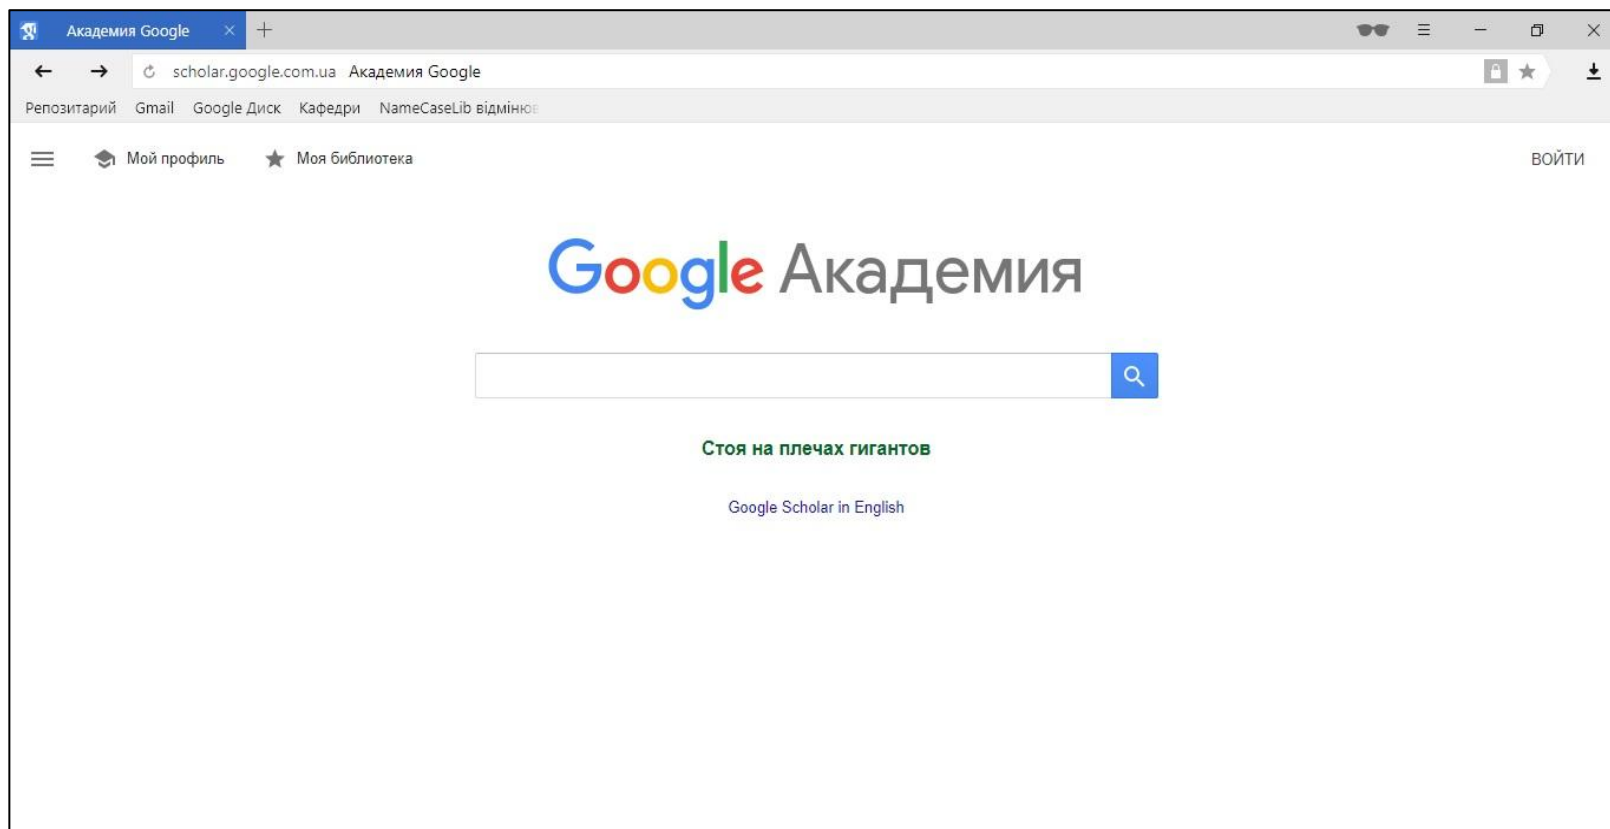 Академия Google
scholar.google.com.ua Академия Google
Репозитарий Gmail Google Диск Кафедри NameCaseLib відміню
Мой профиль Моя библиотека ВОЙТИ
Google Академия
Стоя на плечах гигантов
Google Scholar in English